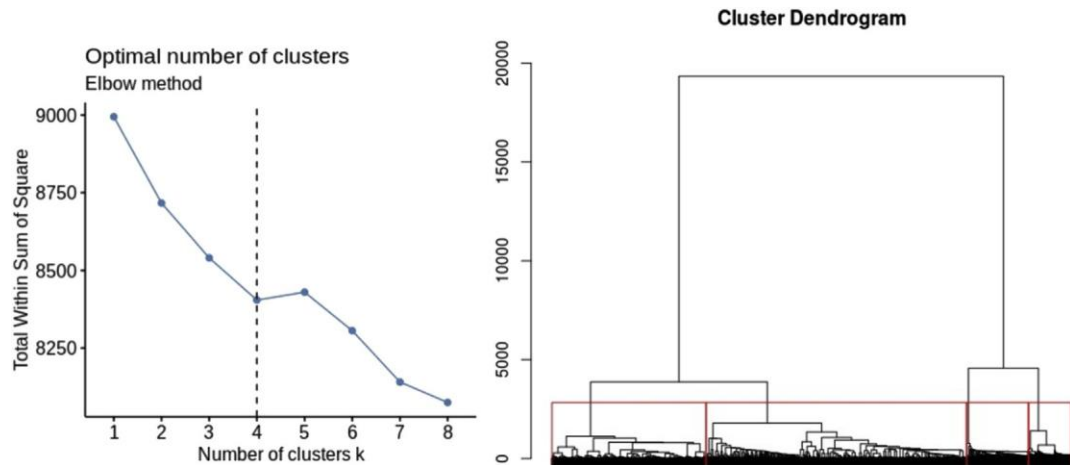 Optimal number of clusters
Elbow method
Total Within Sum of Square
9000
8750
8500
8250
1 2 3 4 5 6 7 8
Number of clusters k
Cluster Dendrogram
20000
15000
10000
5000
0